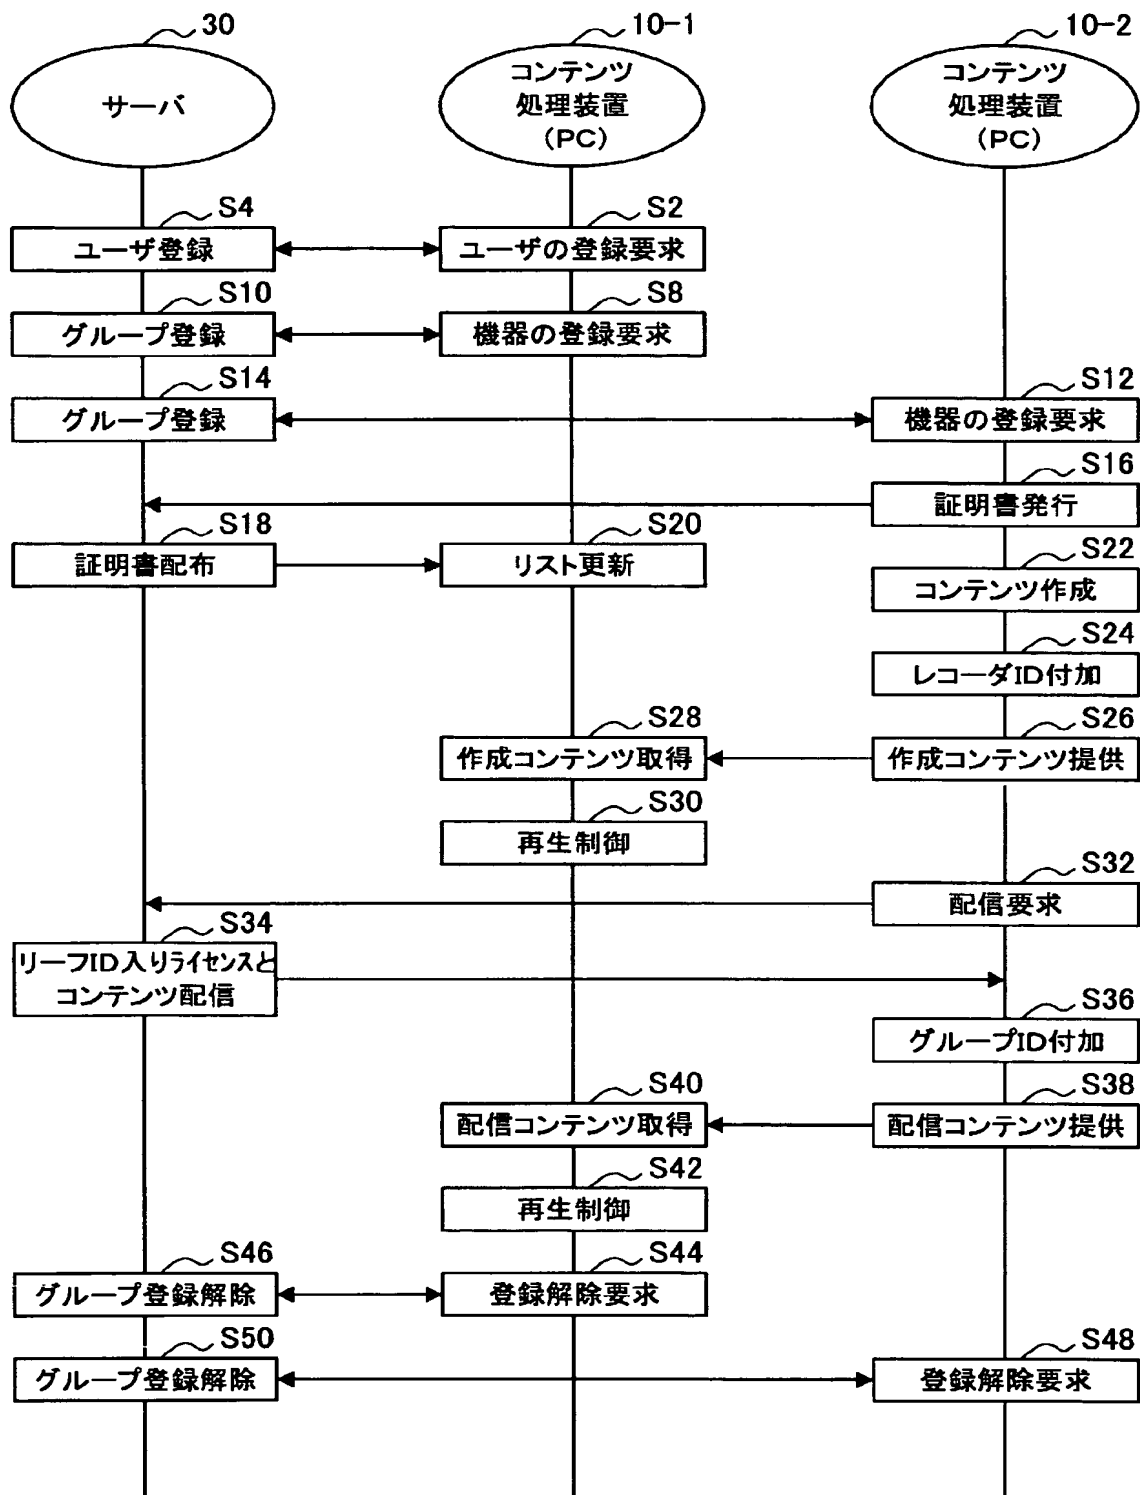 30
10-1
10-2
サーバ
コンテンツ
処理装置
(PC)
コンテンツ
処理装置
(PC)
S4
S2
ユーザ登録
ユーザの登録要求
S10
S8
グループ登録
機器の登録要求
S14
S12
グループ登録
機器の登録要求
S16
証明書発行
S18
S20
証明書配布
リスト更新
S22
コンテンツ作成
S24
レコーダID付加
S28
S26
作成コンテンツ取得
作成コンテンツ提供
S30
再生制御
S32
配信要求
S34
リーフID入りライセンスと
コンテンツ配信
S36
グループID付加
S40
S38
配信コンテンツ取得
配信コンテンツ提供
S42
再生制御
S46
S44
グループ登録解除
登録解除要求
S50
S48
グループ登録解除
登録解除要求